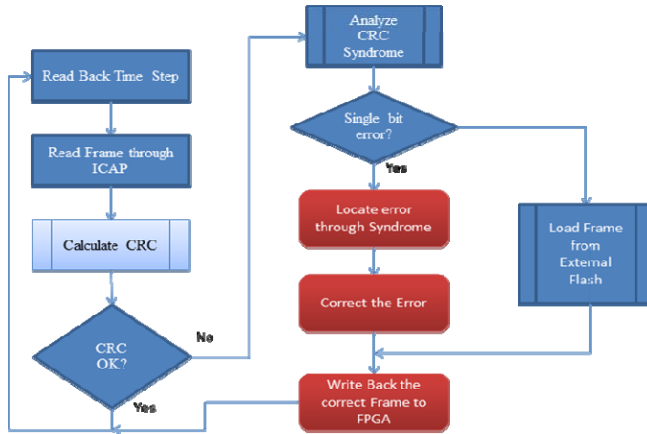 Read Back Time Step
Read Frame through
ICAP
Calculate CRC
CRC
OK?
No
Yes
Analyze
CRC
Syndrome
Single bit
error?
Yes
Locate error
through Syndrome
Correct the Error
Load Frame
from
External
Flash
Write Back the
correct Frame to
FPGA